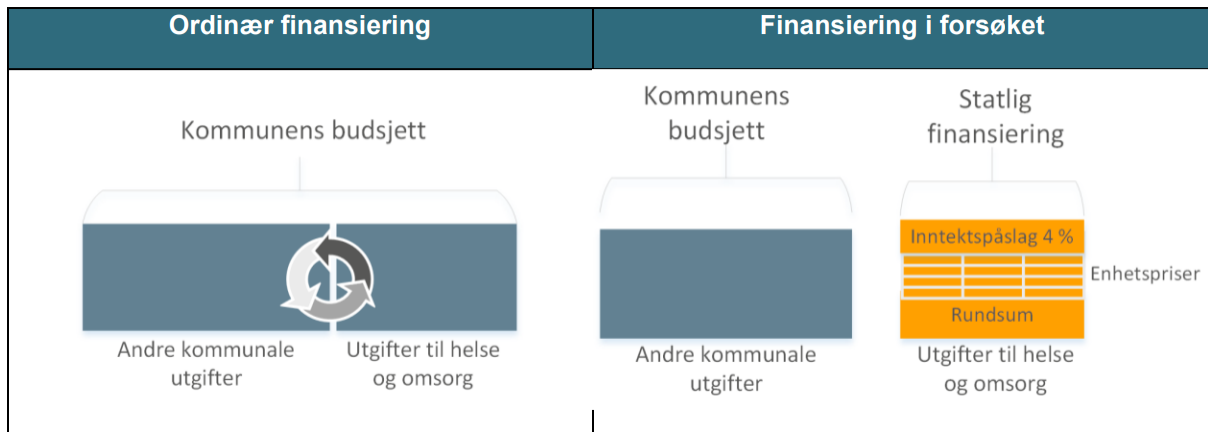 Ordinær finansiering
Kommunens budsjett
Andre kommunale
utgifter
Utgifter til helse
og omsorg
Finansiering i forsøket
Kommunens
budsjett
Andre kommunale
utgifter
Statlig
finansiering
Inntektspåslag 4 %
Enhetspriser
Rundsum
Utgifter til helse
og omsorg